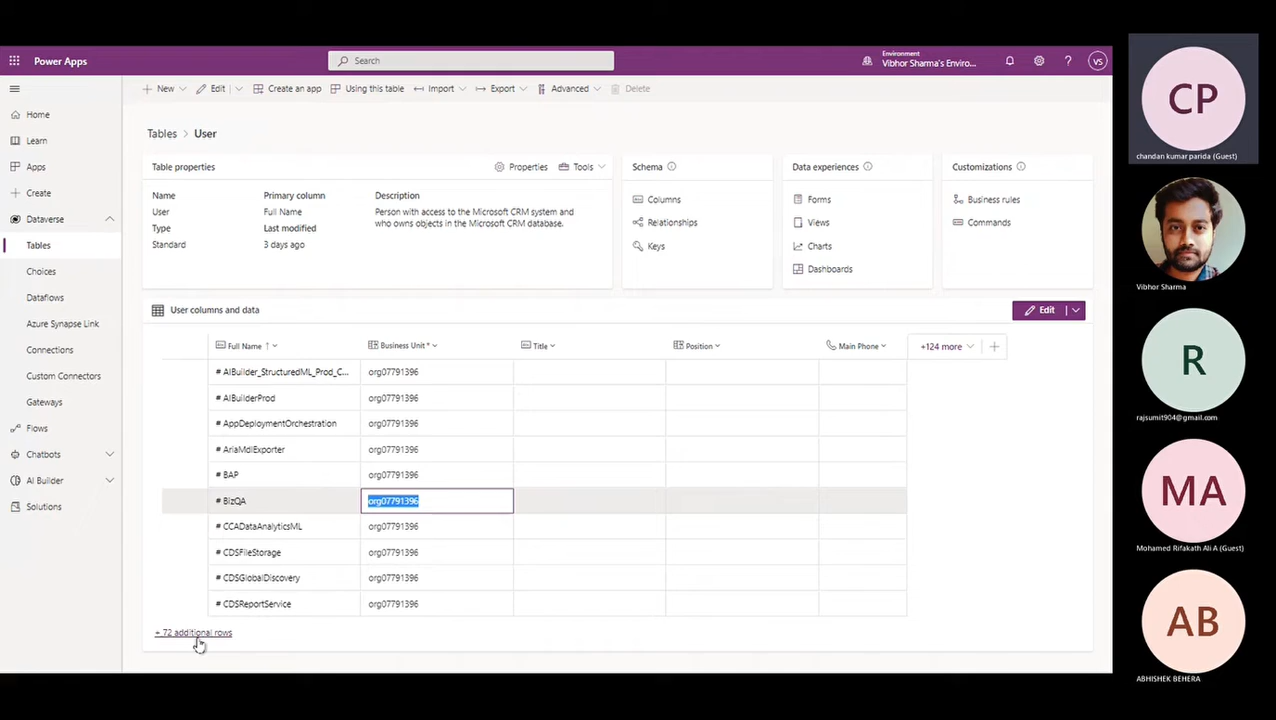 Power Apps
Search
Environment
Vibhor Sharma's Enviro...
VS
New
Edit
Create an app
Using this table
Import
Export
Advanced
Delete
Home
Learn
Apps
Create
Dataverse
Tables
Choices
Dataflows
Azure Synapse Link
Connections
Custom Connectors
Gateways
Flows
Chatbots
AI Builder
Solutions
Tables > User
Table properties
Properties
Tools
Name
Primary column
Description
User
Full Name
Person with access to the Microsoft CRM system and
who owns objects in the Microsoft CRM database.
Type
Last modified
Standard
3 days ago
Schema
Columns
Relationships
Keys
Data experiences
Forms
Views
Charts
Dashboards
Customizations
Business rules
Commands
User columns and data
Edit
Full Name ↑ Business Unit * Title Position Main Phone +124 more
# AIBuilder_StructuredML_Prod_C... org07791396
# AIBuilderProd org07791396
# AppDeploymentOrchestration org07791396
# AriaMdlExporter org07791396
# BAP org07791396
# BizQA org07791396
# CCADataAnalyticsML org07791396
# CDSFileStorage org07791396
# CDSGlobalDiscovery org07791396
# CDSReportService org07791396
+ 72 additional rows
CP
chandan kumar parida (Guest)
Vibhor Sharma
R
rajsumit904@gmail.com
MA
Mohamed Rifakath Ali A (Guest)
AB
ABHISHEK BEHERA